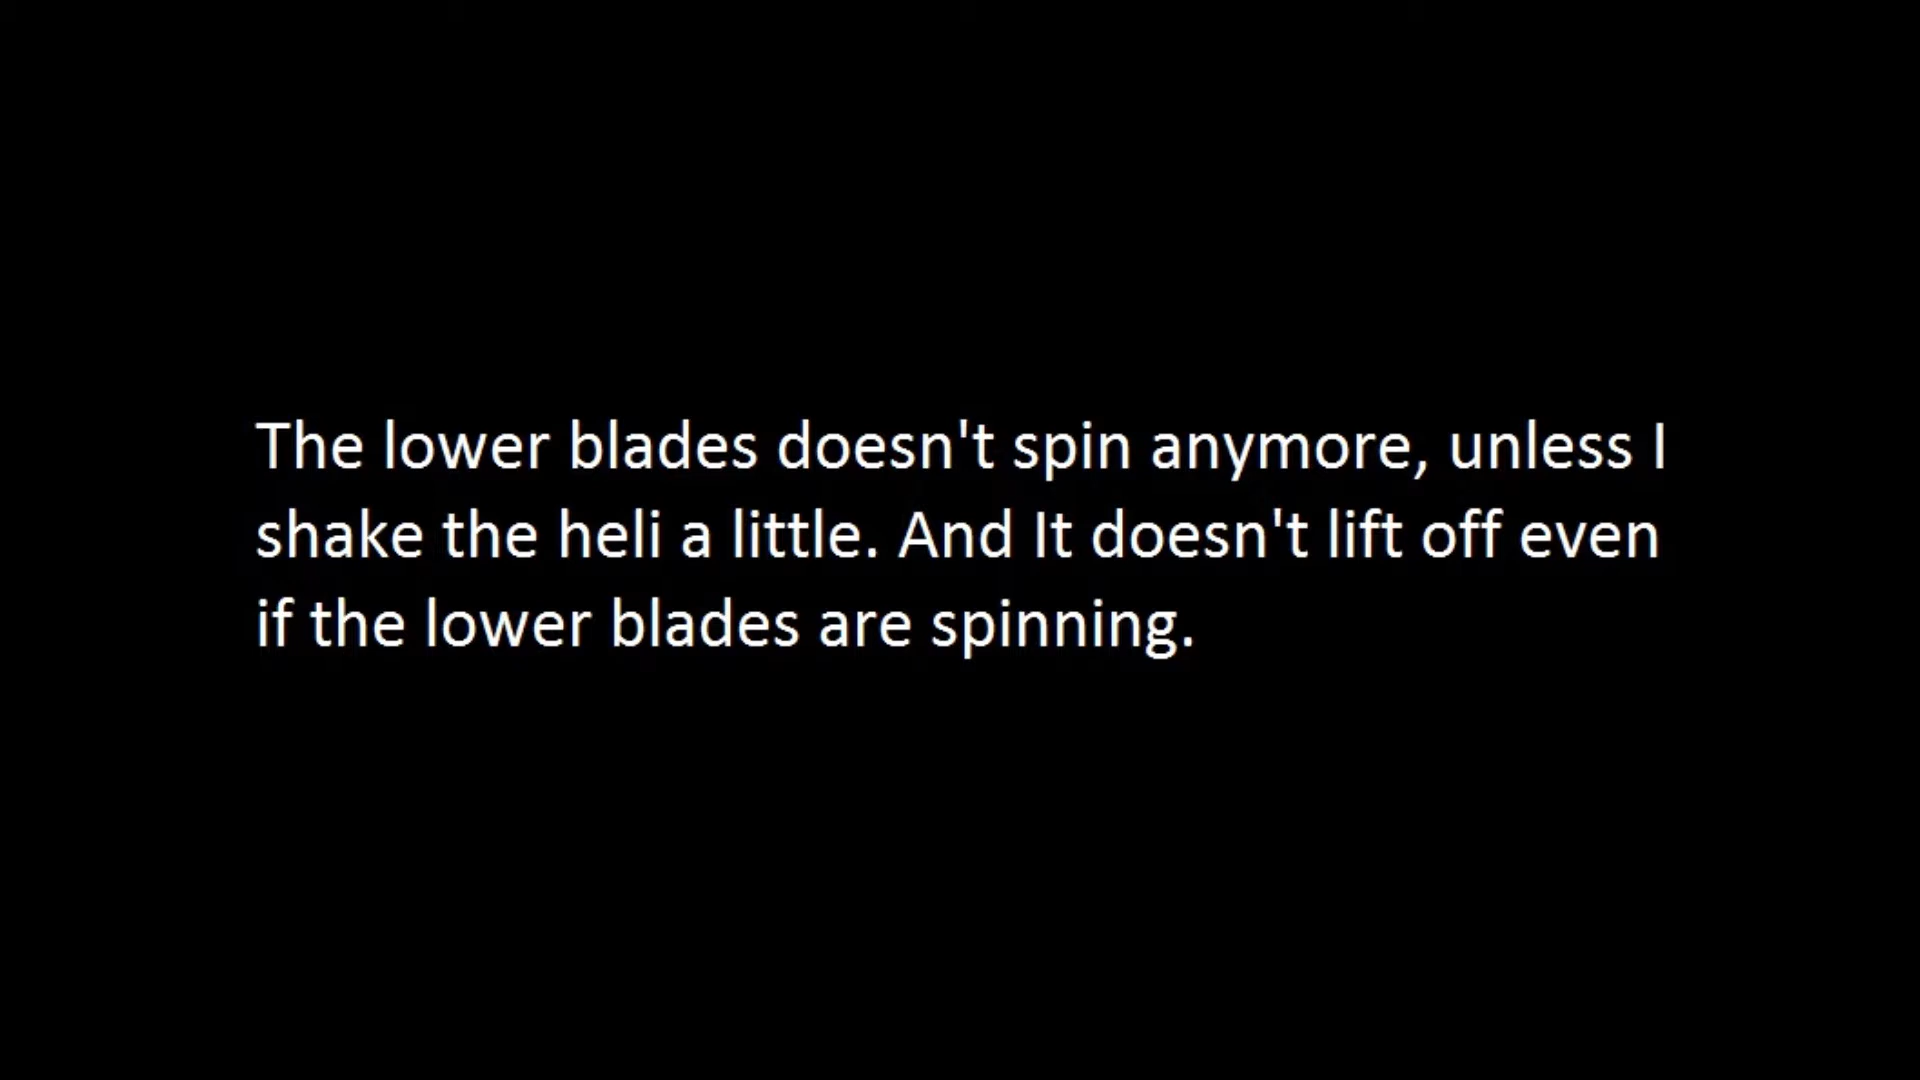 The lower blades doesn't spin anymore, unless I
shake the heli a little. And It doesn't lift off even
if the lower blades are spinning.